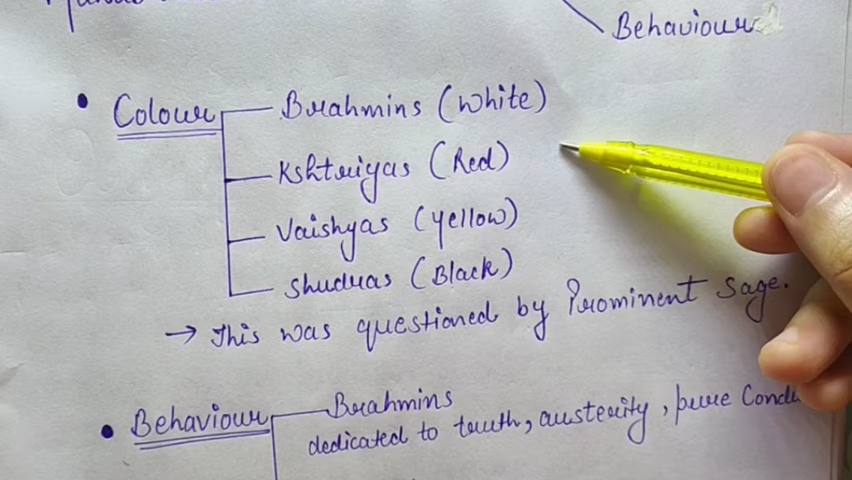 Behaviour
• Colour
Brahmins (White)
Kshtriyas (Red)
Vaishyas (Yellow)
Shudras (Black)
→ This was questioned by Prominent Sage.
• Behaviour
Brahmins
dedicated to truth, austerity, pure